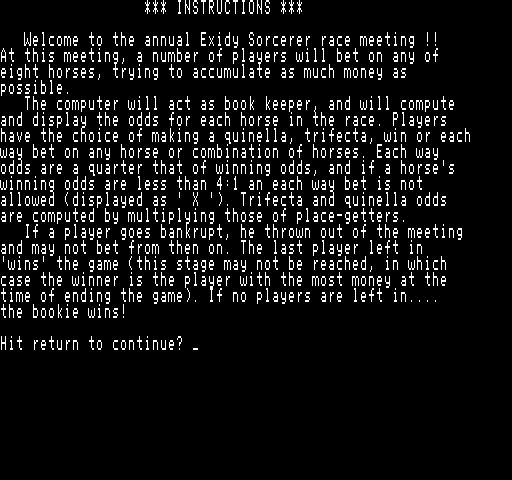 *** INSTRUCTIONS ***
Welcome to the annual Exidy Sorcerer race meeting !!
At this meeting, a number of players will bet on any of
eight horses, trying to accumulate as much money as
possible.
The computer will act as book keeper, and will compute
and display the odds for each horse in the race. Players
have the choice of making a quinella, trifecta, win or each
way bet on any horse or combination of horses. Each way
odds are a quarter that of winning odds, and if a horse's
winning odds are less than 4:1 an each way bet is not
allowed (displayed as ' X '). Trifecta and quinella odds
are computed by multiplying those of place-getters.
If a player goes bankrupt, he thrown out of the meeting
and may not bet from then on. The last player left in
'wins' the game (this stage may not be reached, in which
case the winner is the player with the most money at the
time of ending the game). If no players are left in....
the bookie wins!
Hit return to continue? _